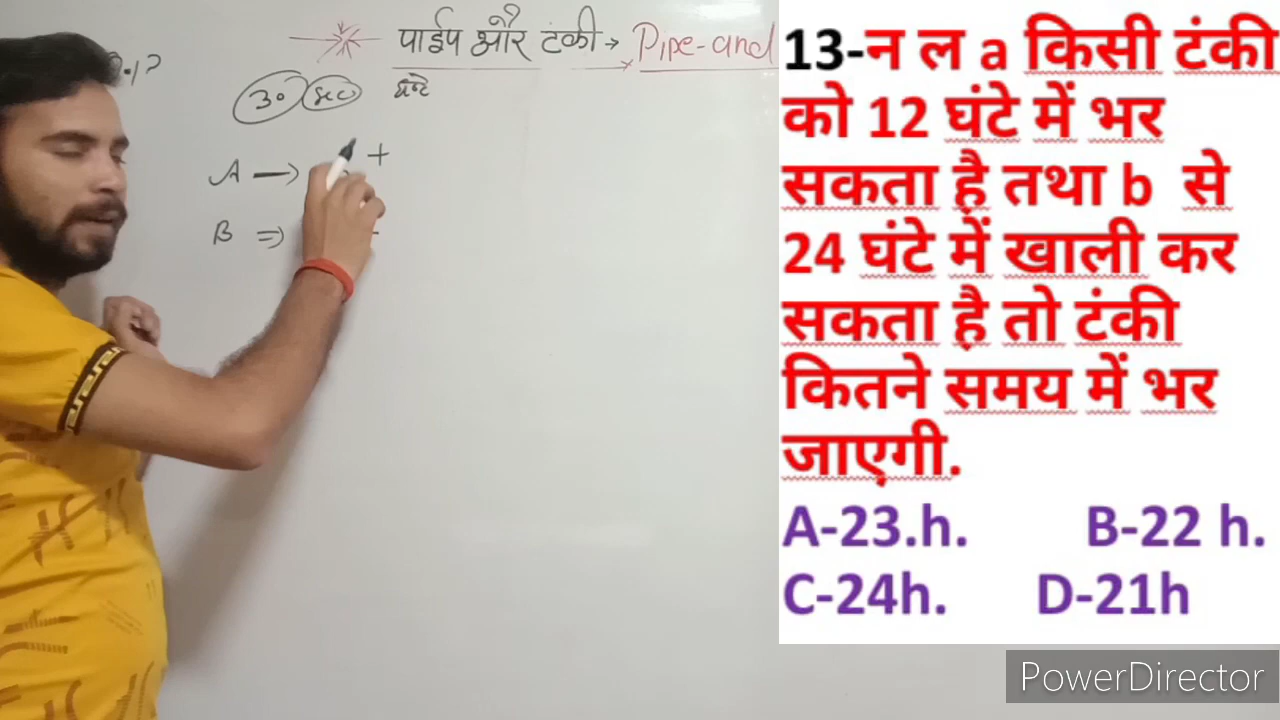 पाईप और टंकी → Pipe-and
30 sec घण्टे
A → +
B ⇒
13-न ल a किसी टंकी
को 12 घंटे में भर
सकता है तथा b से
24 घंटे में खाली कर
सकता है तो टंकी
कितने समय में भर
जाएगी.
A-23.h. B-22 h.
C-24h. D-21h
PowerDirector